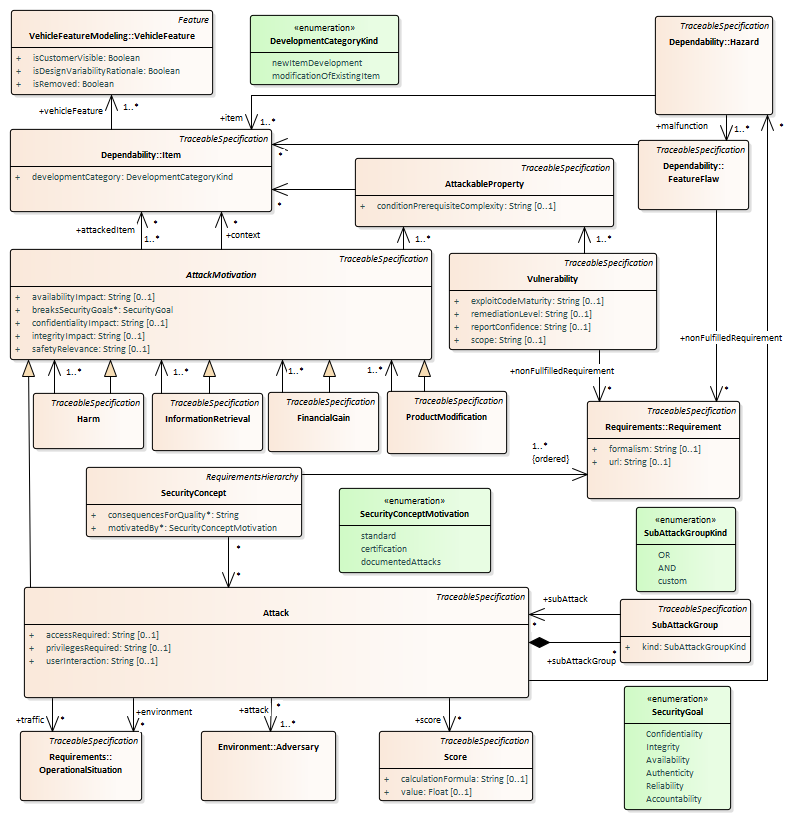 Feature
VehicleFeatureModeling::VehicleFeature
+ isCustomerVisible: Boolean
+ isDesignVariabilityRationale: Boolean
+ isRemoved: Boolean
«enumeration»
DevelopmentCategoryKind
newItemDevelopment
modificationOfExistingItem
TraceableSpecification
Dependability::Hazard
+vehicleFeature
1..*
+item
1..*
+malfunction
1..*
*
TraceableSpecification
Dependability::Item
+ developmentCategory: DevelopmentCategoryKind
*
*
TraceableSpecification
Dependability::
FeatureFlaw
TraceableSpecification
AttackableProperty
+ conditionPrerequisiteComplexity: String [0..1]
+attackedItem
*
1..*
*
+context
1..*
1..*
TraceableSpecification
AttackMotivation
+ availabilityImpact: String [0..1]
+ breaksSecurityGoals*: SecurityGoal
+ confidentialityImpact: String [0..1]
+ integrityImpact: String [0..1]
+ safetyRelevance: String [0..1]
TraceableSpecification
Vulnerability
+ exploitCodeMaturity: String [0..1]
+ remediationLevel: String [0..1]
+ reportConfidence: String [0..1]
+ scope: String [0..1]
+nonFulfilledRequirement
*
+nonFullfilledRequirement
*
1..*
1..*
1..*
1..*
TraceableSpecification
Harm
TraceableSpecification
InformationRetrieval
TraceableSpecification
FinancialGain
TraceableSpecification
ProductModification
TraceableSpecification
Requirements::Requirement
+ formalism: String [0..1]
+ url: String [0..1]
1..*
{ordered}
RequirementsHierarchy
SecurityConcept
+ consequencesForQuality*: String
+ motivatedBy*: SecurityConceptMotivation
«enumeration»
SecurityConceptMotivation
standard
certification
documentedAttacks
«enumeration»
SubAttackGroupKind
OR
AND
custom
*
*
TraceableSpecification
Attack
+ accessRequired: String [0..1]
+ privilegesRequired: String [0..1]
+ userInteraction: String [0..1]
+subAttack
*
TraceableSpecification
SubAttackGroup
+ kind: SubAttackGroupKind
*
+subAttackGroup
+traffic
*
+environment
*
+attack
*
1..*
+score
*
TraceableSpecification
Requirements::
OperationalSituation
Environment::Adversary
TraceableSpecification
Score
+ calculationFormula: String [0..1]
+ value: Float [0..1]
«enumeration»
SecurityGoal
Confidentiality
Integrity
Availability
Authenticity
Reliability
Accountability